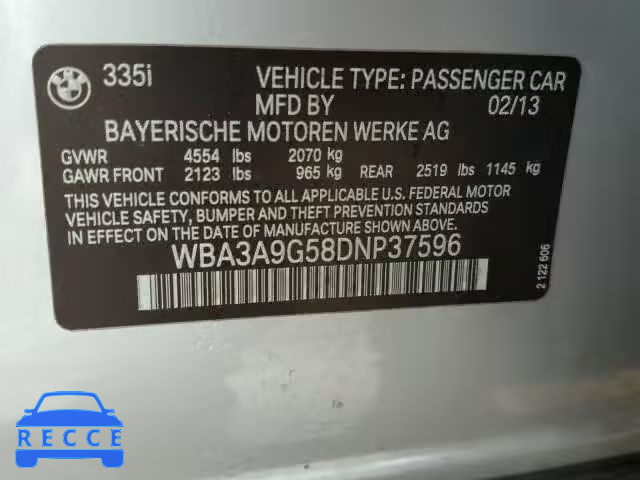 BMW
335i VEHICLE TYPE: PASSENGER CAR
MFD BY 02/13
BAYERISCHE MOTOREN WERKE AG
GVWR 4554 lbs 2070 kg
GAWR FRONT 2123 lbs 965 kg REAR 2519 lbs 1145 kg
THIS VEHICLE CONFORMS TO ALL APPLICABLE U.S. FEDERAL MOTOR
VEHICLE SAFETY, BUMPER AND THEFT PREVENTION STANDARDS
IN EFFECT ON THE DATE OF MANUFACTURE SHOWN ABOVE.
WBA3A9G58DNP37596
2 122 606
RECCE